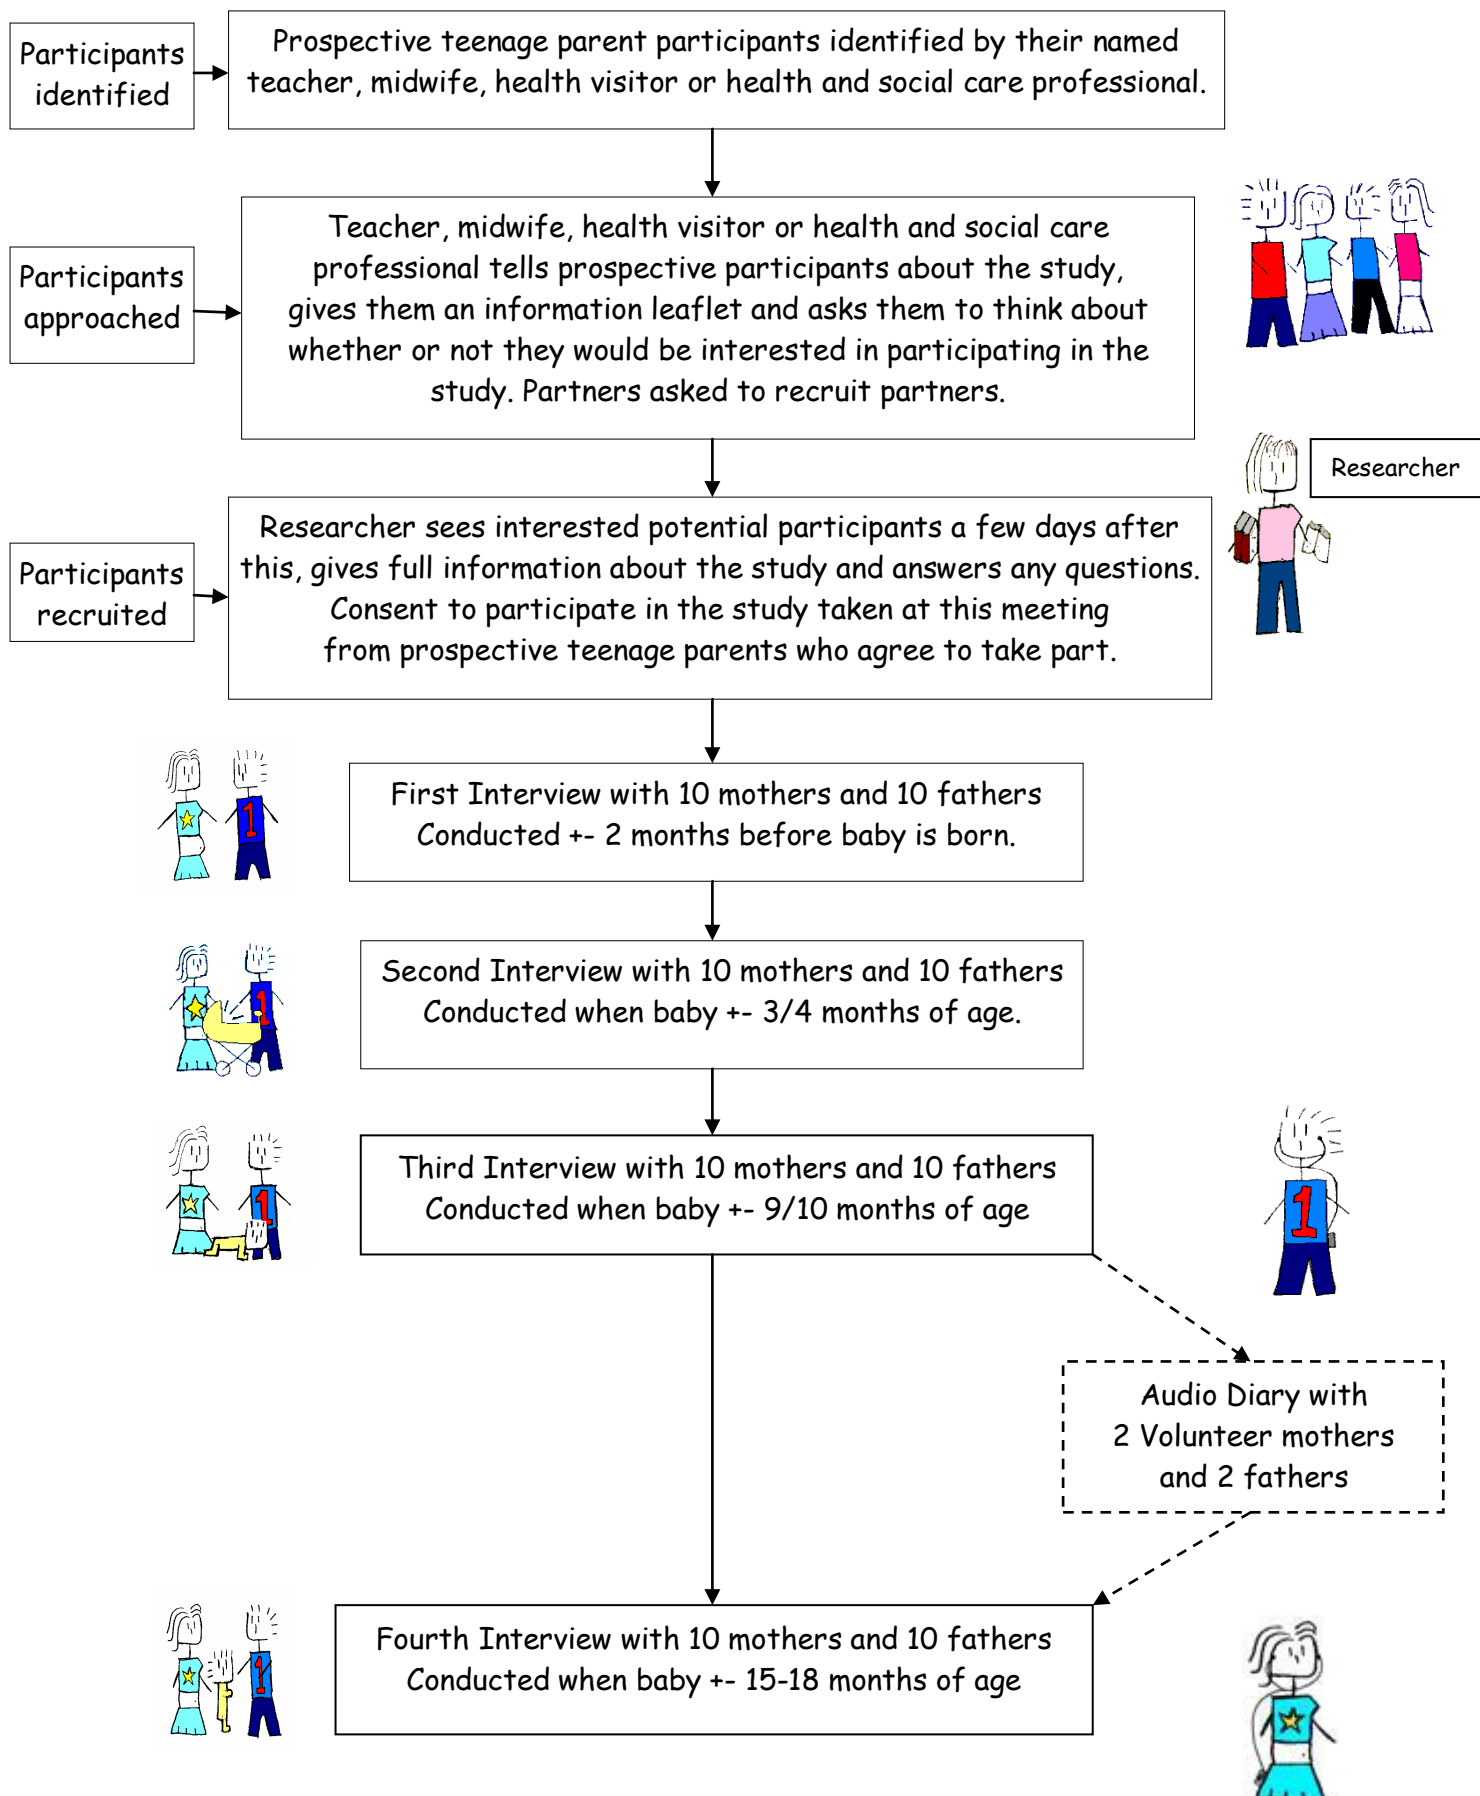 Participants
identified
Prospective teenage parent participants identified by their named
teacher, midwife, health visitor or health and social care professional.
Participants
approached
Teacher, midwife, health visitor or health and social care
professional tells prospective participants about the study,
gives them an information leaflet and asks them to think about
whether or not they would be interested in participating in the
study. Partners asked to recruit partners.
Researcher
Participants
recruited
Researcher sees interested potential participants a few days after
this, gives full information about the study and answers any questions.
Consent to participate in the study taken at this meeting
from prospective teenage parents who agree to take part.
1
First Interview with 10 mothers and 10 fathers
Conducted +- 2 months before baby is born.
1
Second Interview with 10 mothers and 10 fathers
Conducted when baby +- 3/4 months of age.
1
Third Interview with 10 mothers and 10 fathers
Conducted when baby +- 9/10 months of age
1
Audio Diary with
2 Volunteer mothers
and 2 fathers
1
Fourth Interview with 10 mothers and 10 fathers
Conducted when baby +- 15-18 months of age